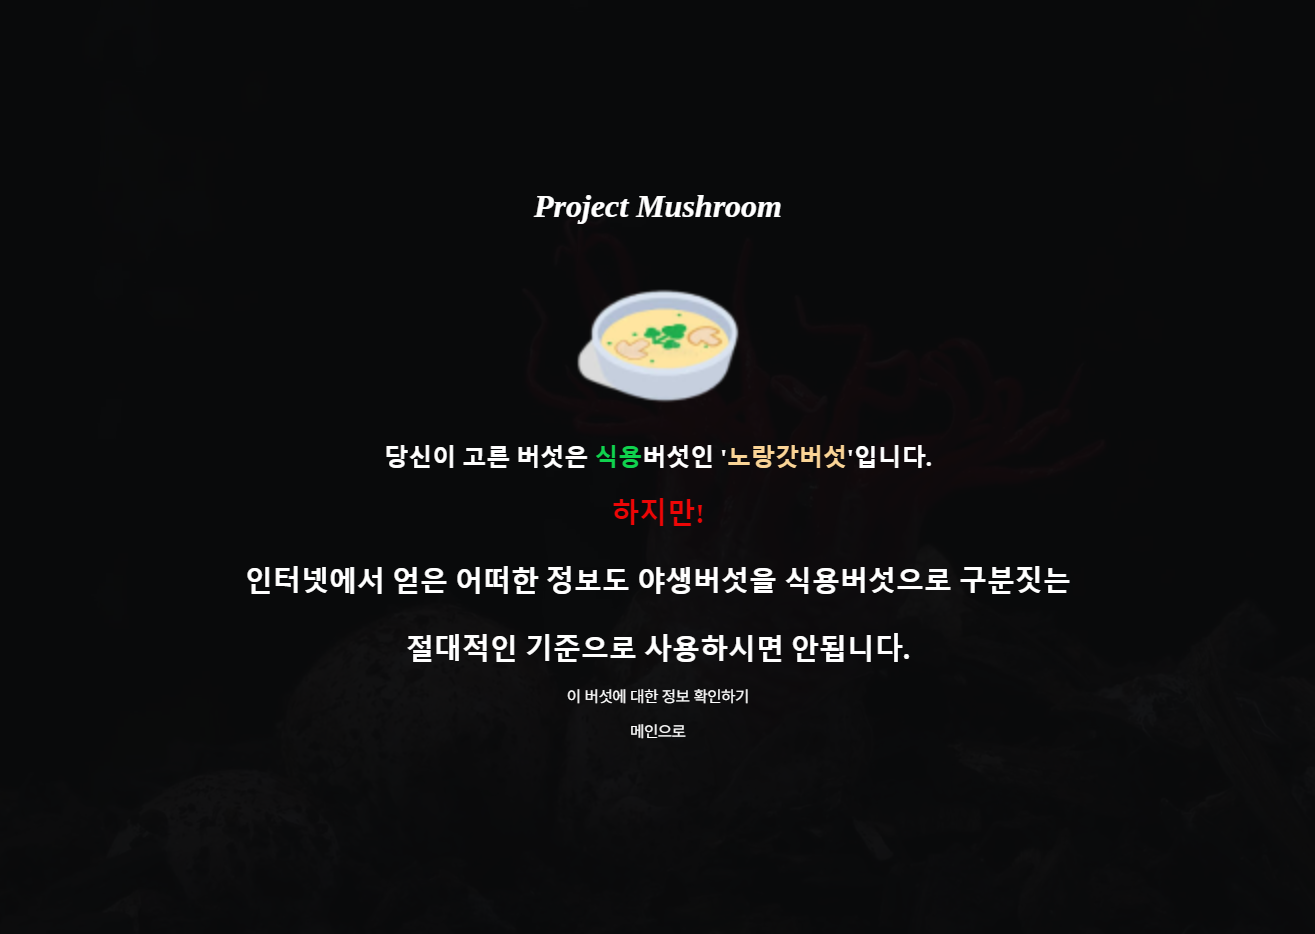 Project Mushroom
당신이 고른 버섯은 식용버섯인 '노랑갓버섯'입니다.
하지만!
인터넷에서 얻은 어떠한 정보도 야생버섯을 식용버섯으로 구분짓는
절대적인 기준으로 사용하시면 안됩니다.
이 버섯에 대한 정보 확인하기
메인으로